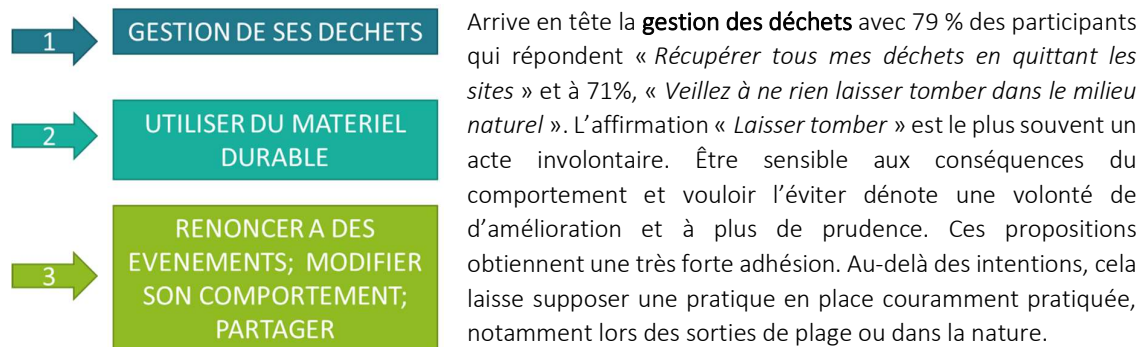 1
GESTION DE SES DECHETS
2
UTILISER DU MATERIEL
DURABLE
3
RENONCER A DES
EVENEMENTS; MODIFIER
SON COMPORTEMENT;
PARTAGER
Arrive en tête la gestion des déchets avec 79 % des participants
qui répondent « Récupérer tous mes déchets en quittant les
sites » et à 71%, « Veillez à ne rien laisser tomber dans le milieu
naturel ». L’affirmation « Laisser tomber » est le plus souvent un
acte involontaire. Être sensible aux conséquences du
comportement et vouloir l’éviter dénote une volonté de
d’amélioration et à plus de prudence. Ces propositions
obtiennent une très forte adhésion. Au-delà des intentions, cela
laisse supposer une pratique en place couramment pratiquée,
notamment lors des sorties de plage ou dans la nature.